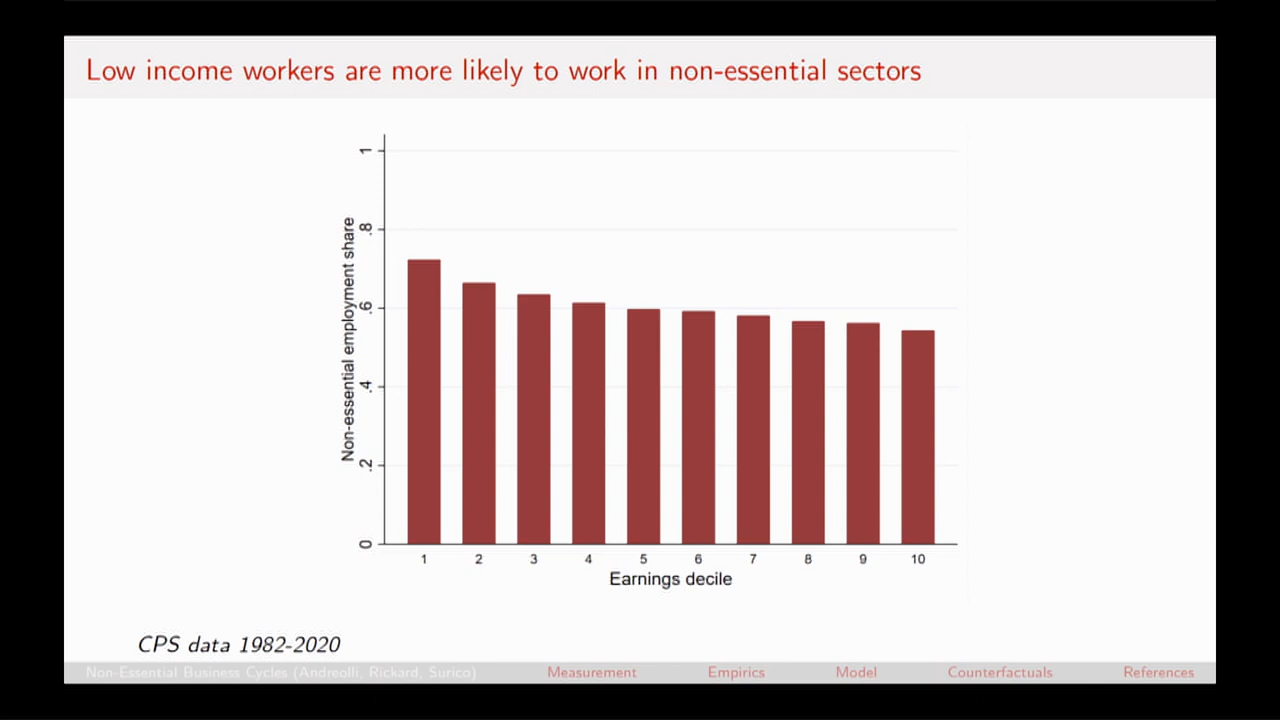 Low income workers are more likely to work in non-essential sectors
Non-essential employment share
1
.8
.6
.4
.2
0
1 2 3 4 5 6 7 8 9 10
Earnings decile
CPS data 1982-2020
Non-Essential Business Cycles (Andreolli, Rickard, Surico) Measurement Empirics Model Counterfactuals References